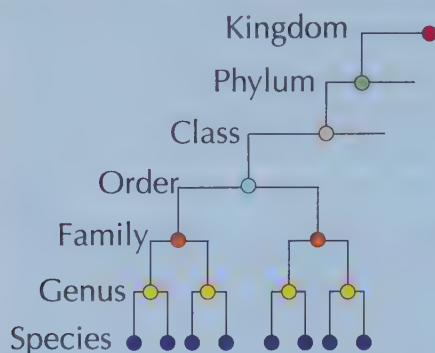 Kingdom
Phylum
Class
Order
Family
Genus
Species